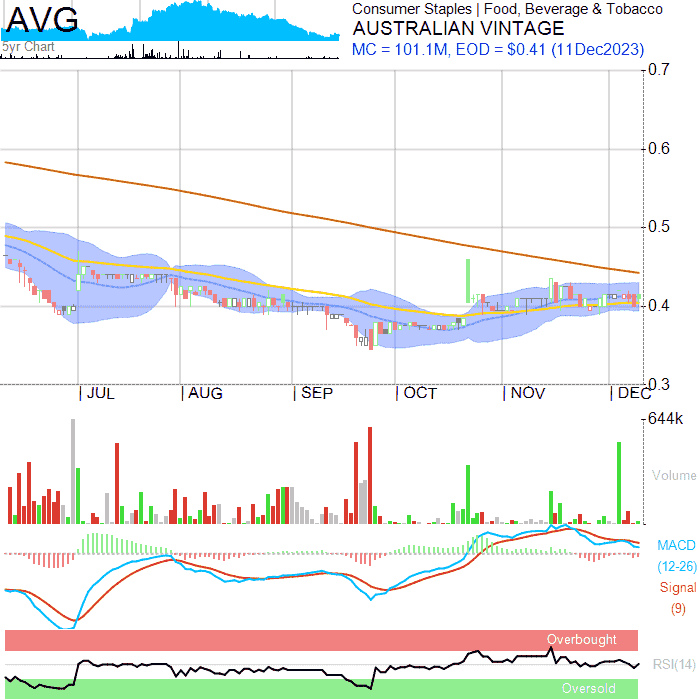 AVG
5yr Chart
Consumer Staples | Food, Beverage & Tobacco
AUSTRALIAN VINTAGE
MC = 101.1M, EOD = $0.41 (11Dec2023)
0.7
0.6
0.5
0.4
0.3
JUL
AUG
SEP
OCT
NOV
DEC
644k
Volume
MACD
(12-26)
Signal
(9)
Overbought
RSI(14)
Oversold